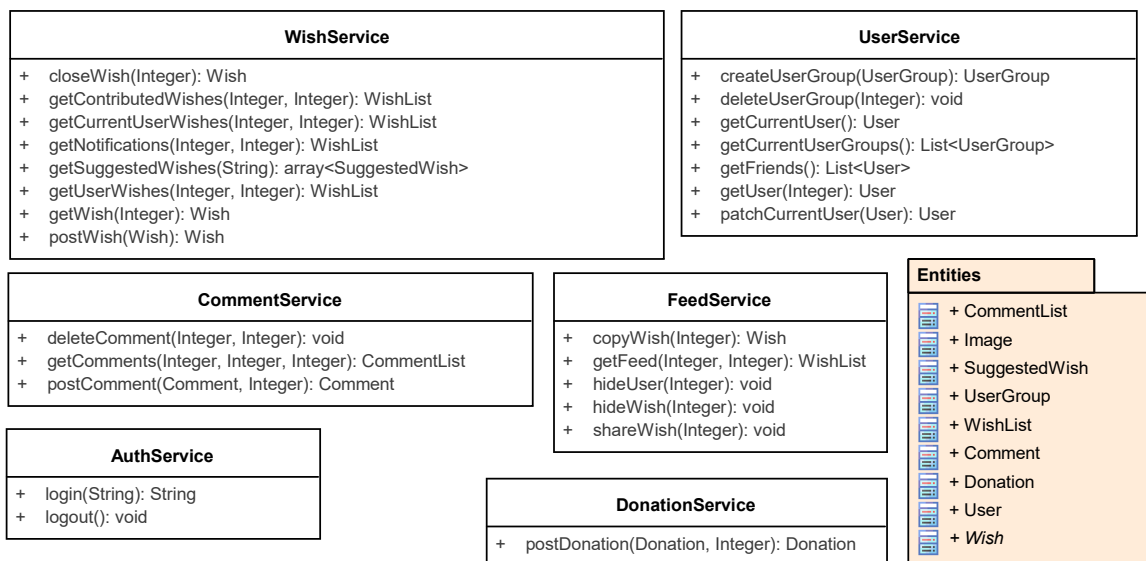 WishService
+ closeWish(Integer): Wish
+ getContributedWishes(Integer, Integer): WishList
+ getCurrentUserWishes(Integer, Integer): WishList
+ getNotifications(Integer, Integer): WishList
+ getSuggestedWishes(String): array<SuggestedWish>
+ getUserWishes(Integer, Integer): WishList
+ getWish(Integer): Wish
+ postWish(Wish): Wish
UserService
+ createUserGroup(UserGroup): UserGroup
+ deleteUserGroup(Integer): void
+ getCurrentUser(): User
+ getCurrentUserGroups(): List<UserGroup>
+ getFriends(): List<User>
+ getUser(Integer): User
+ patchCurrentUser(User): User
CommentService
+ deleteComment(Integer, Integer): void
+ getComments(Integer, Integer, Integer): CommentList
+ postComment(Comment, Integer): Comment
FeedService
+ copyWish(Integer): Wish
+ getFeed(Integer, Integer): WishList
+ hideUser(Integer): void
+ hideWish(Integer): void
+ shareWish(Integer): void
Entities
+ CommentList
+ Image
+ SuggestedWish
+ UserGroup
+ WishList
+ Comment
+ Donation
+ User
+ Wish
AuthService
+ login(String): String
+ logout(): void
DonationService
+ postDonation(Donation, Integer): Donation